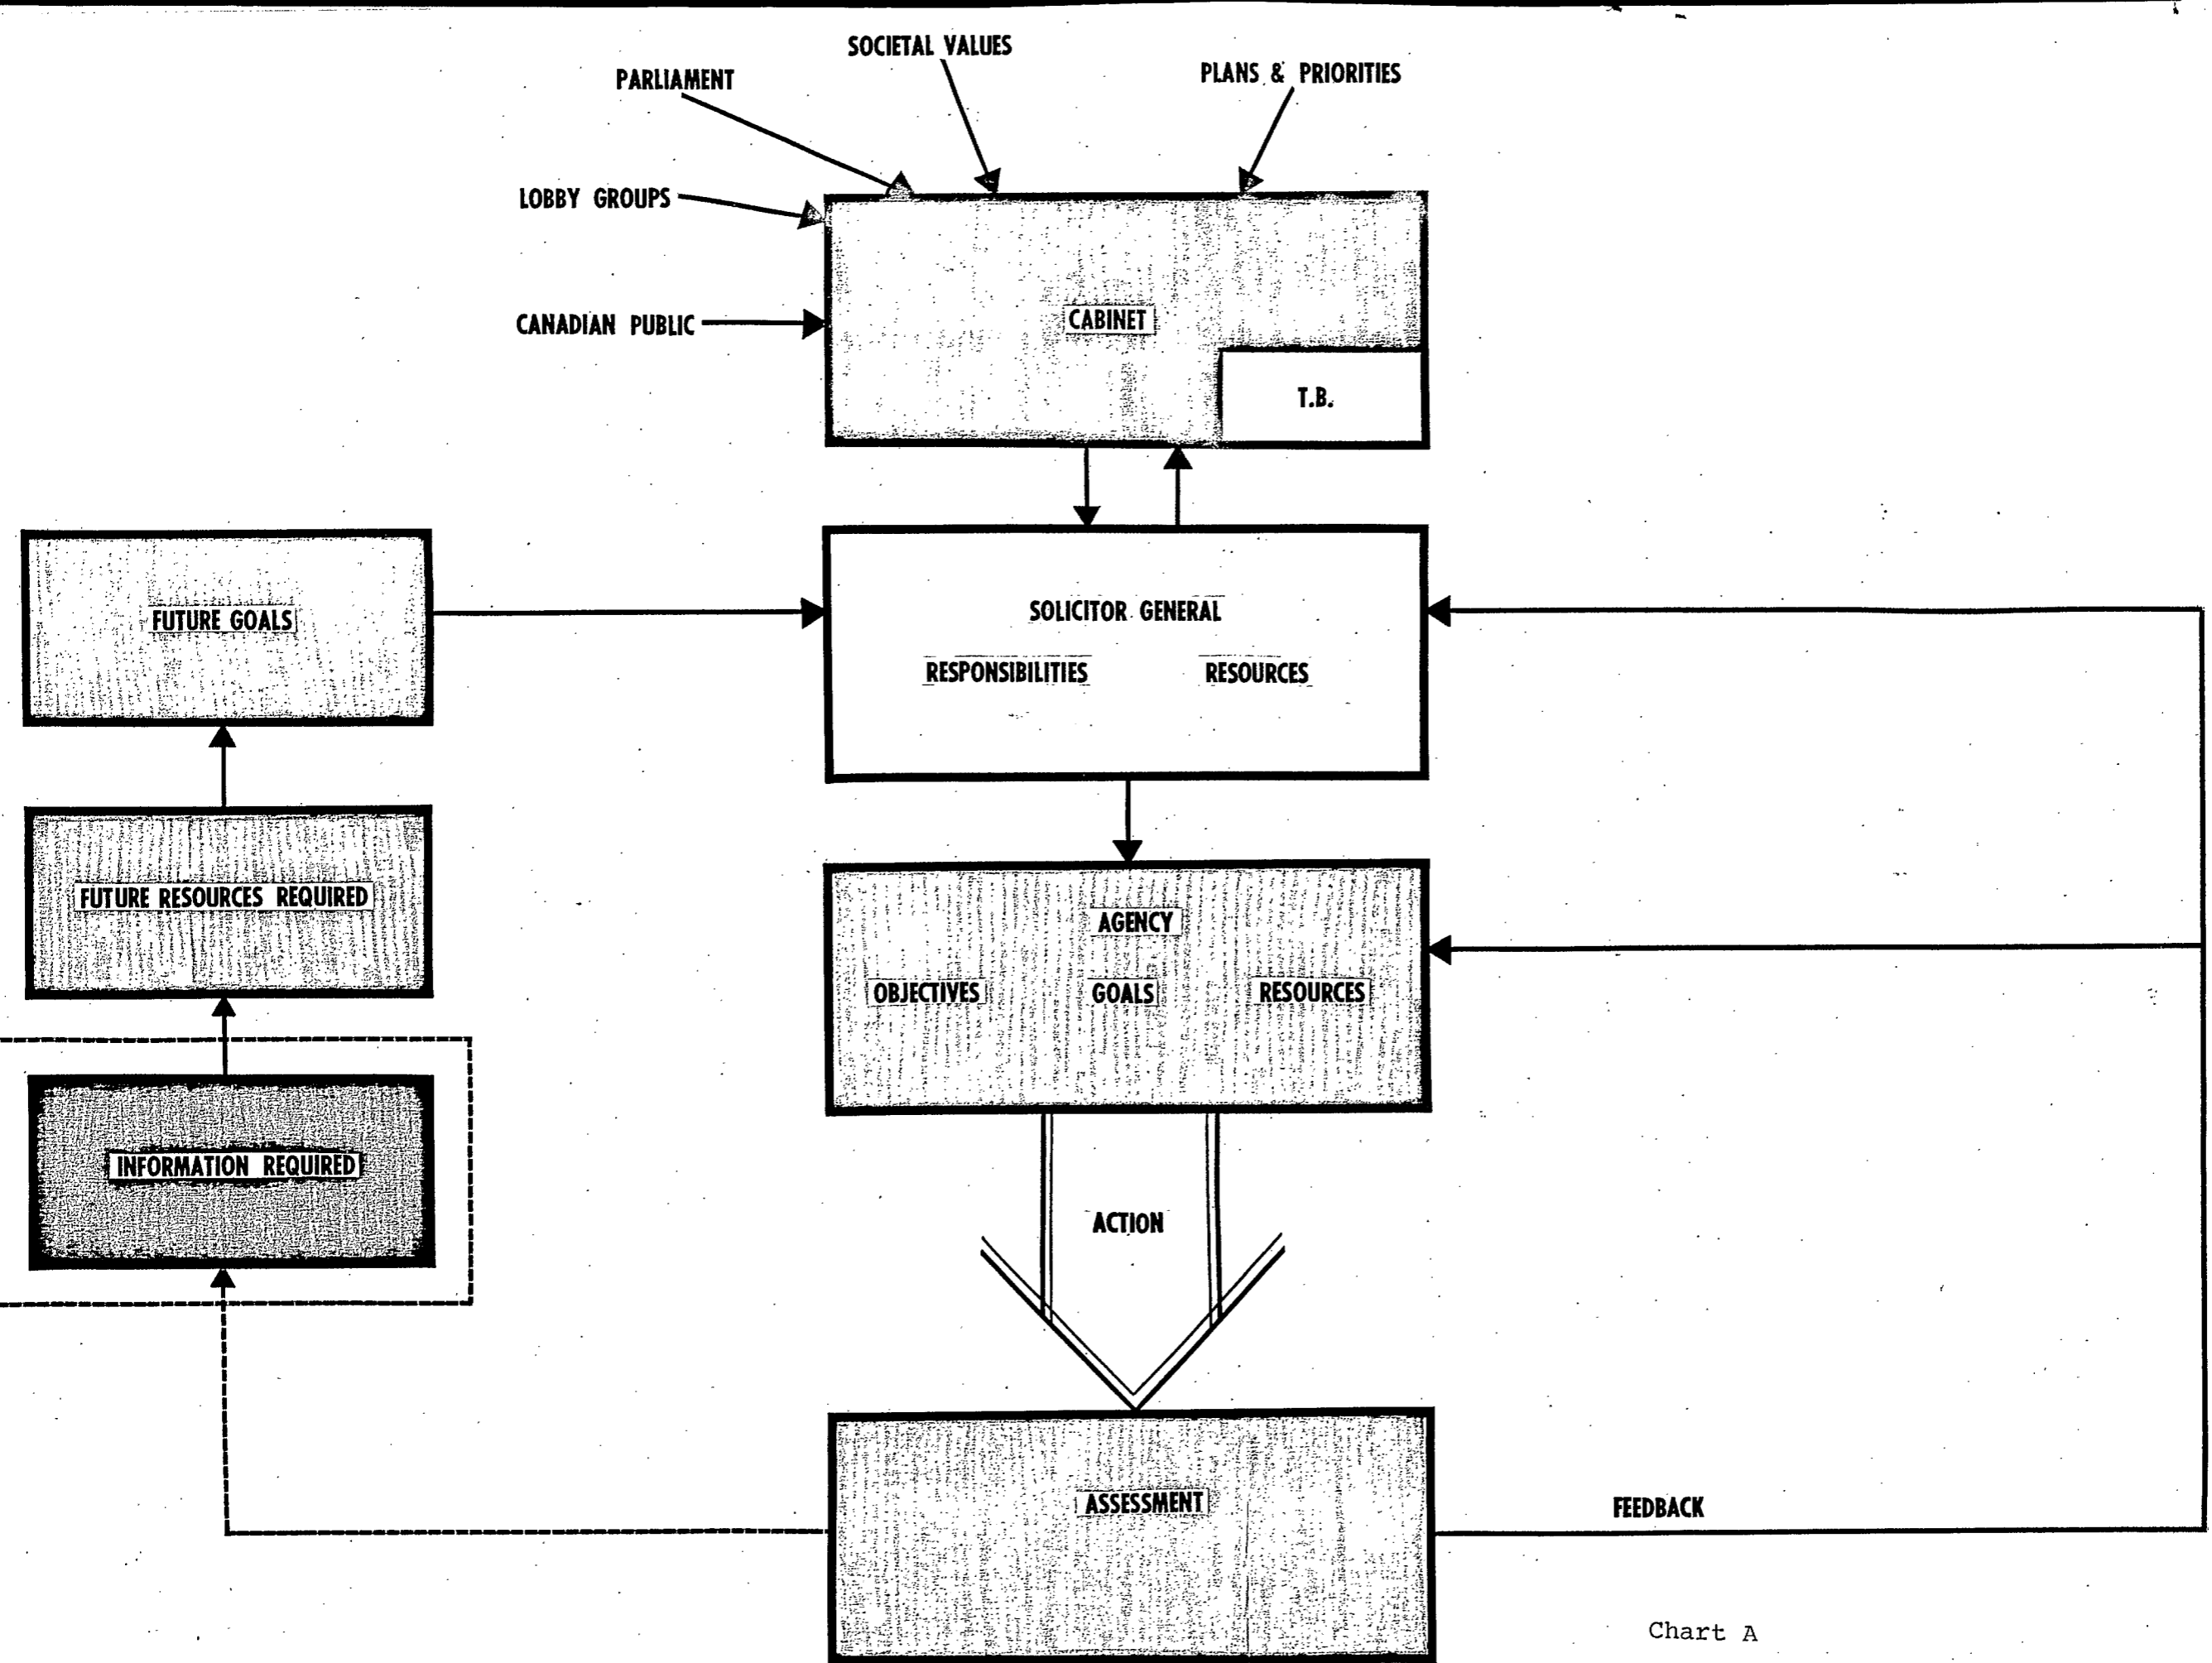 SOCIETAL VALUES
PARLIAMENT
PLANS & PRIORITIES
LOBBY GROUPS
CANADIAN PUBLIC
CABINET
T.B.
FUTURE GOALS
SOLICITOR GENERAL
RESPONSIBILITIES RESOURCES
FUTURE RESOURCES REQUIRED
AGENCY
OBJECTIVES GOALS RESOURCES
INFORMATION REQUIRED
ACTION
ASSESSMENT
FEEDBACK
Chart A